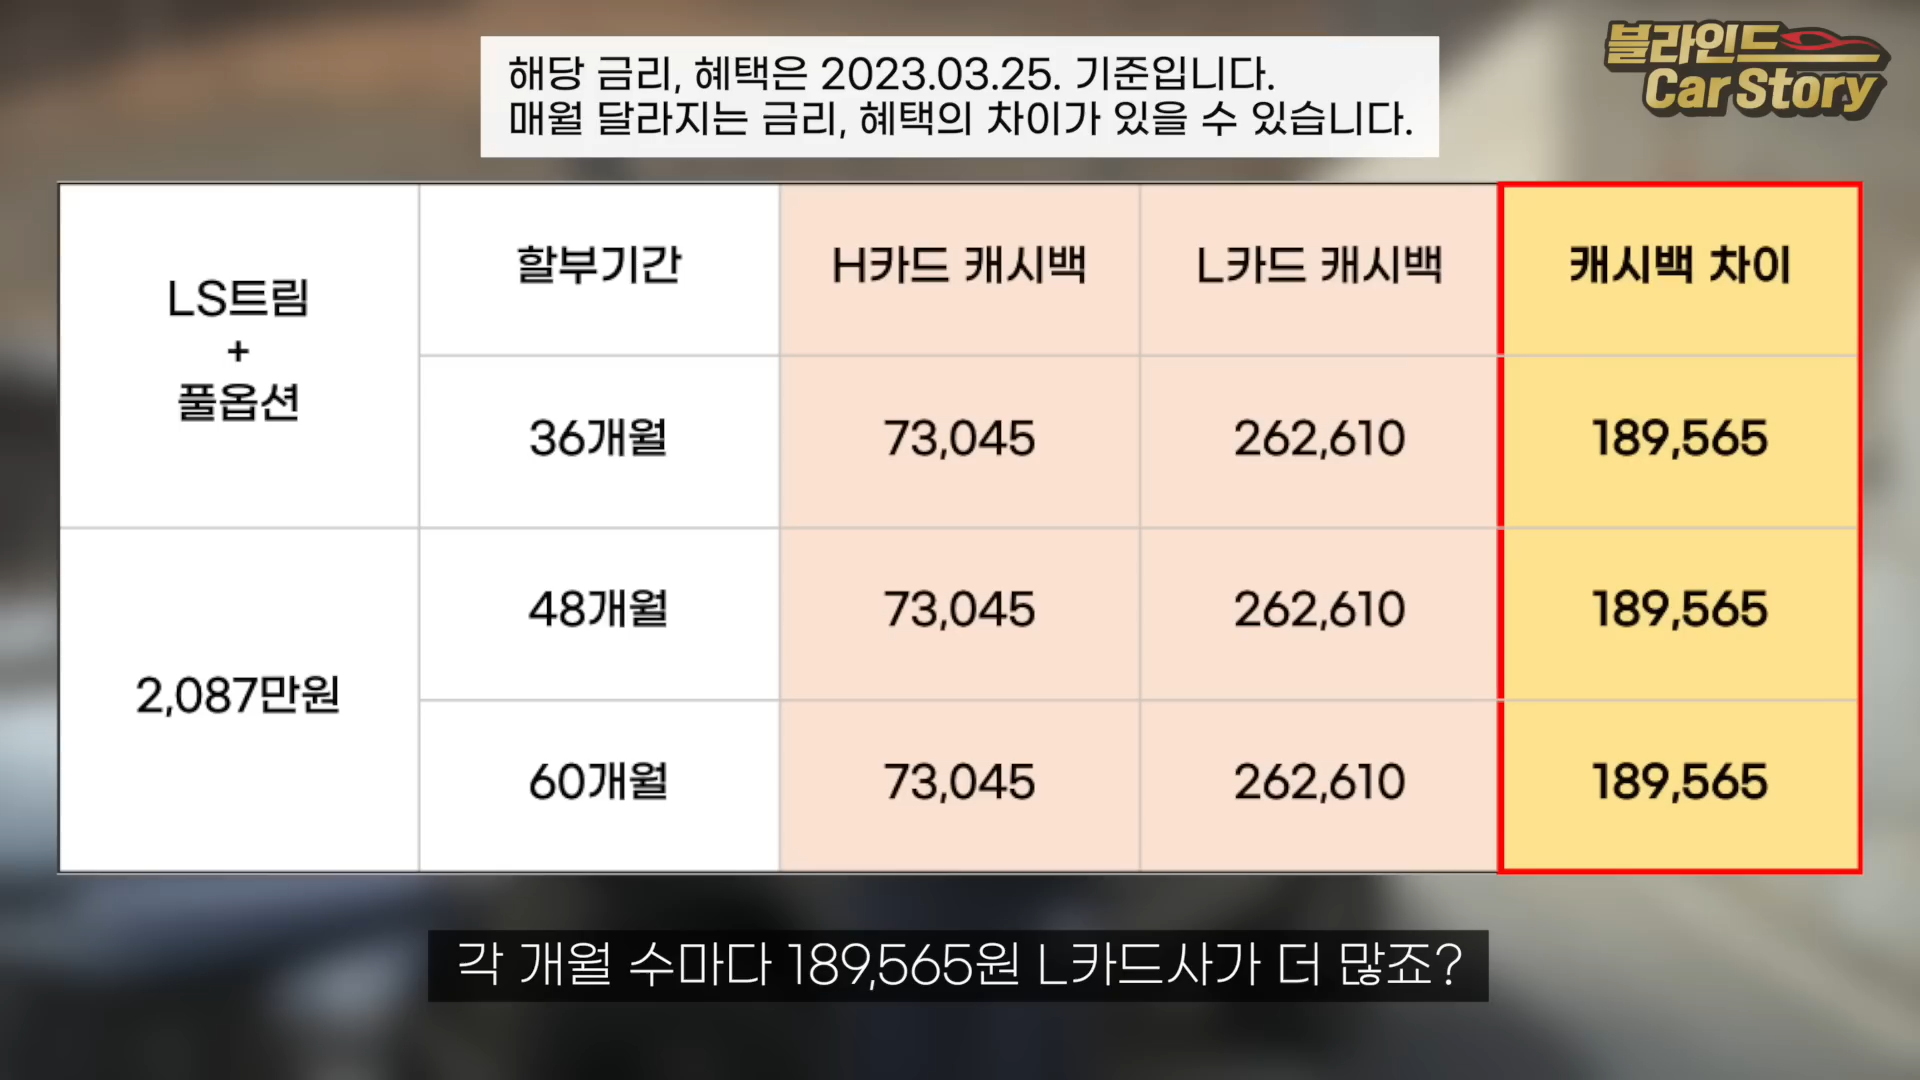 블라인드
Car Story
해당 금리, 혜택은 2023.03.25. 기준입니다.
매월 달라지는 금리, 혜택의 차이가 있을 수 있습니다.
LS트림
+
풀옵션
할부기간
H카드 캐시백
L카드 캐시백
캐시백 차이
36개월
73,045
262,610
189,565
2,087만원
48개월
73,045
262,610
189,565
60개월
73,045
262,610
189,565
각 개월 수마다 189,565원 L카드사가 더 많죠?